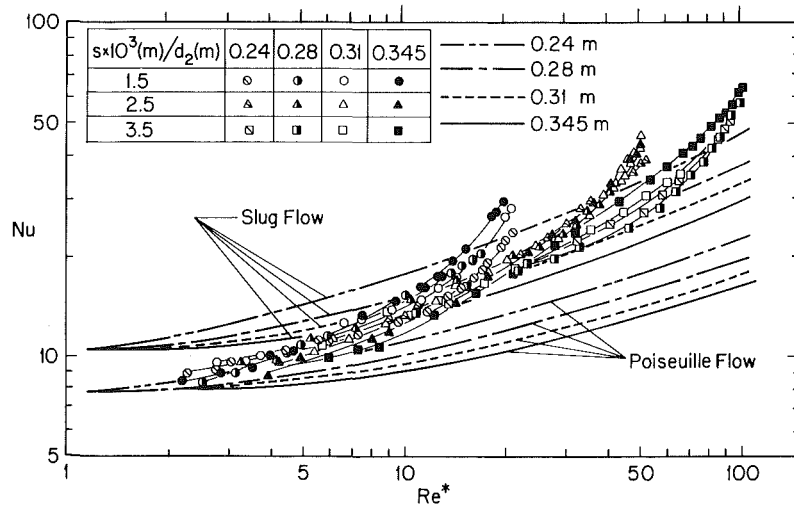 100
50
10
5
Nu
s×10³(m)/d₂(m) 0.24 0.28 0.31 0.345
1.5
2.5
3.5
0.24 m
0.28 m
0.31 m
0.345 m
Slug Flow
Poiseuille Flow
1 5 10 50 100
Re*